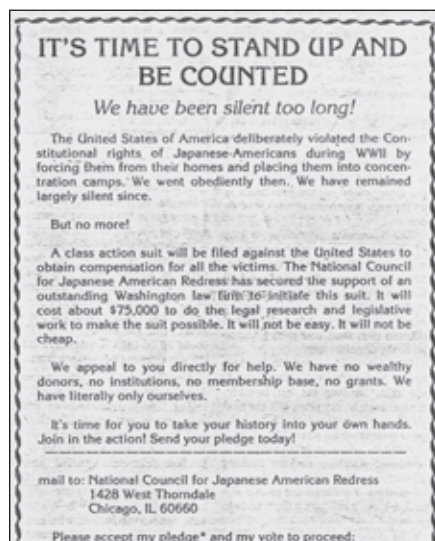 IT'S TIME TO STAND UP AND
BE COUNTED
We have been silent too long!
The United States of America deliberately violated the Con-
stitutional rights of Japanese-Americans during WWII by
forcing them from their homes and placing them into concen-
tration camps. We went obediently then. We have remained
largely silent since.
But no more!
A class action suit will be filed against the United States to
obtain compensation for all the victims. The National Council
for Japanese American Redress has secured the support of an
outstanding Washington law firm to initiate this suit. It will
cost about $75,000 to do the legal research and legislative
work to make the suit possible. It will not be easy. It will not be
cheap.
We appeal to you directly for help. We have no wealthy
donors, no institutions, no membership base, no grants. We
have literally only ourselves.
It's time for you to take your history into your own hands.
Join in the action! Send your pledge today!
mail to: National Council for Japanese American Redress
1428 West Thorndale
Chicago, IL 60660
Please accept my pledge* and my vote to proceed: